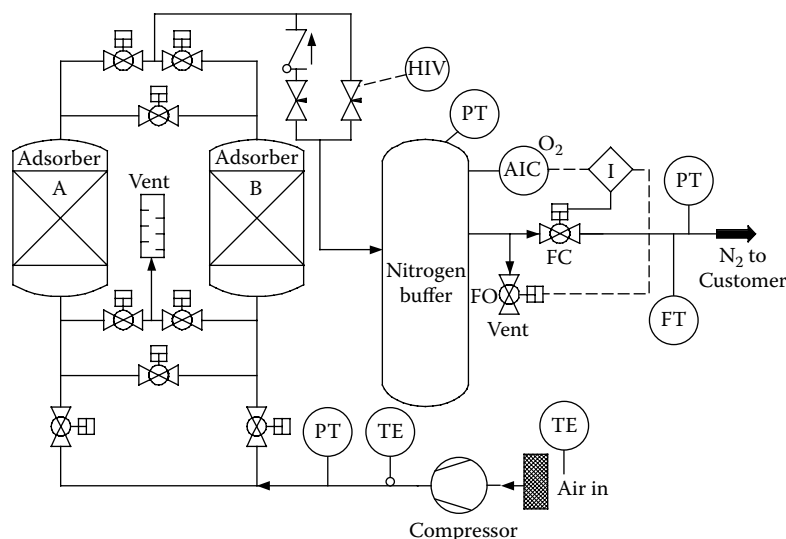 HIV
PT
Adsorber
A
Adsorber
B
Vent
AIC
O2
I
PT
FC
N2 to
Customer
Nitrogen
buffer
FO
Vent
FT
PT
TE
TE
Air in
Compressor